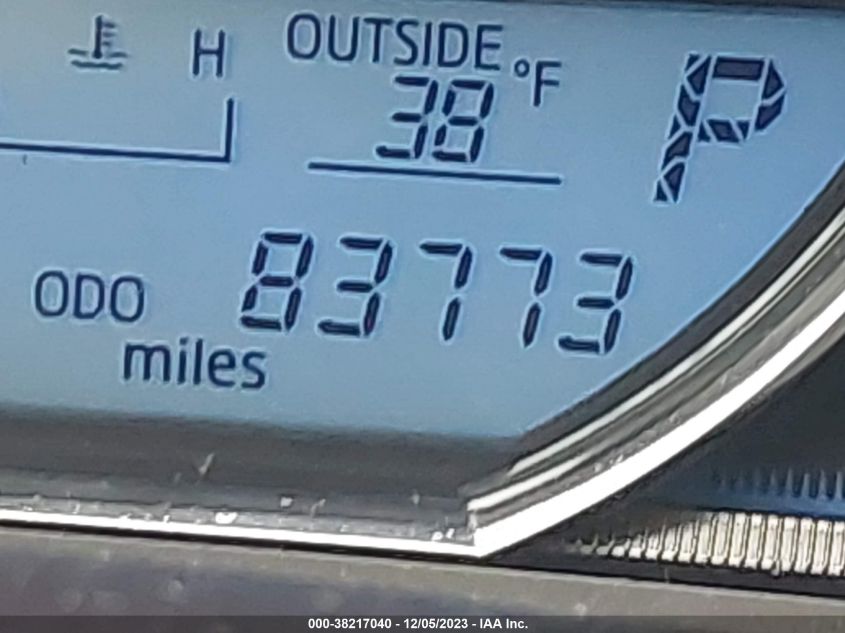 H OUTSIDE
38 °F
P
ODO 83773
miles
000-38217040 - 12/05/2023 - IAA Inc.